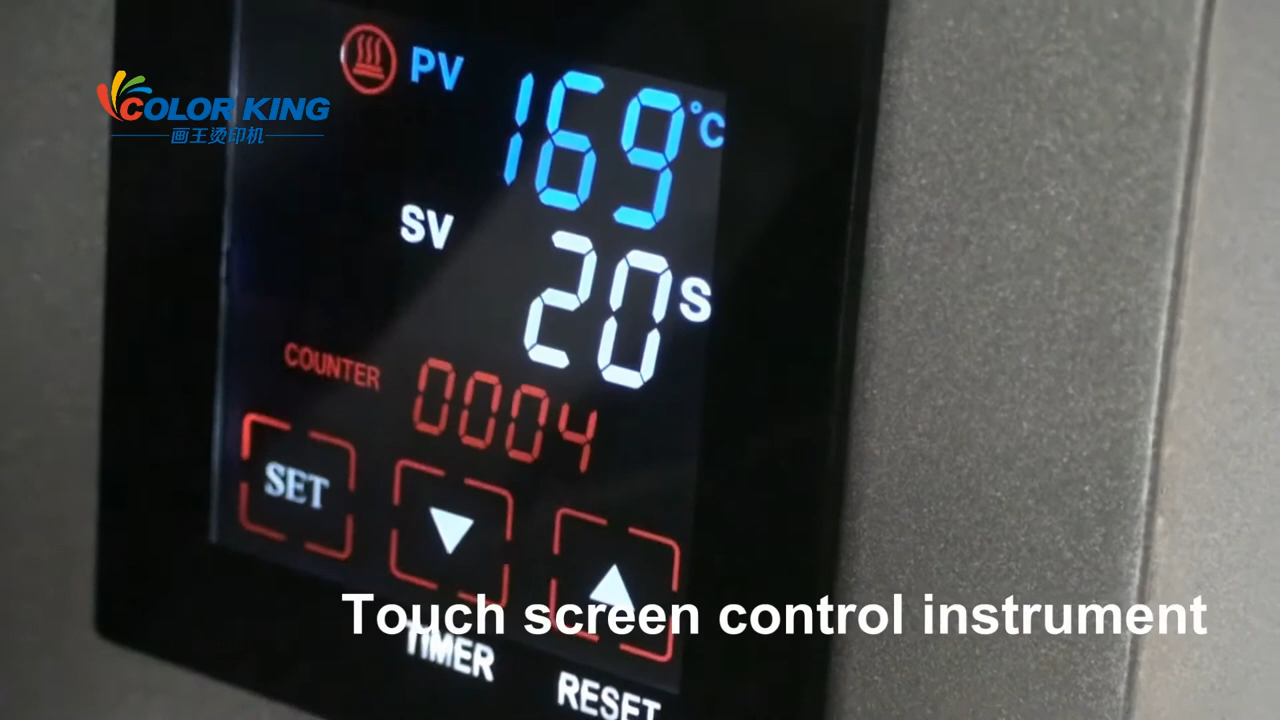 COLOR KING
画王烫印机
PV 169 °C
SV 20 S
COUNTER 0004
SET
Touch screen control instrument
TIMER
RESET